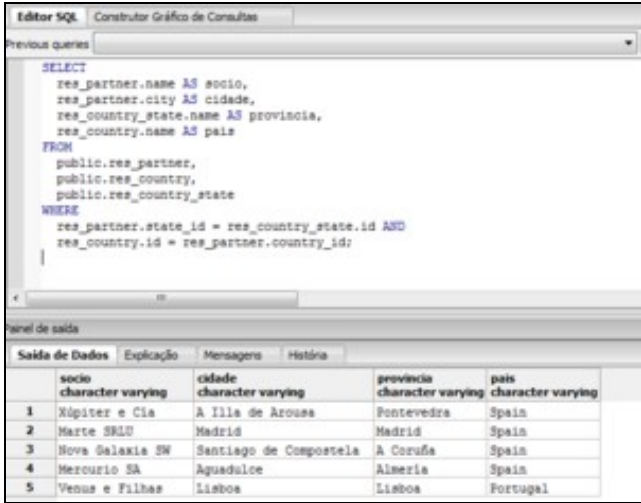 Editor SQL Construtor Gráfico de Consultas
Previous queries
SELECT
res_partner.name AS socio,
res_partner.city AS cidade,
res_country_state.name AS provincia,
res_country.name AS pais
FROM
public.res_partner,
public.res_country,
public.res_country_state
WHERE
res_partner.state_id = res_country_state.id AND
res_country.id = res_partner.country_id;
Painel de saída
Saída de Dados Explicação Mensagens História
socio cidade provincia pais
character varying character varying character varying character varying
1 Xúpiter e Cia A Illa de Arousa Pontevedra Spain
2 Marte SRLU Madrid Madrid Spain
3 Nova Galaxia SW Santiago de Compostela A Coruña Spain
4 Mercurio SA Aguadulce Almeria Spain
5 Venus e Filhas Lisboa Lisboa Portugal